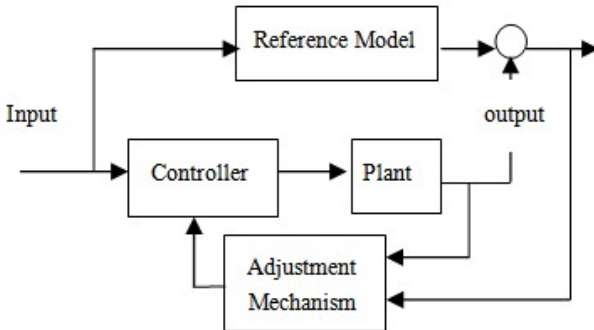 Reference Model
Input
output
Controller
Plant
Adjustment
Mechanism